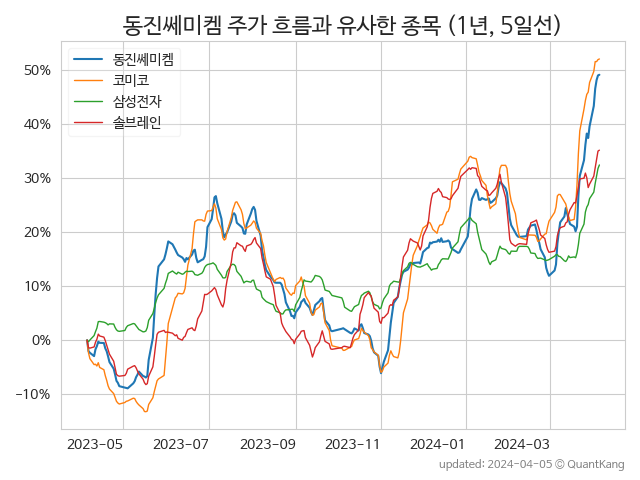 동진쎄미켐 주가 흐름과 유사한 종목 (1년, 5일선)
동진쎄미켐
코미코
삼성전자
솔브레인
50%
40%
30%
20%
10%
0%
−10%
2023-05 2023-07 2023-09 2023-11 2024-01 2024-03
updated: 2024-04-05 © QuantKang